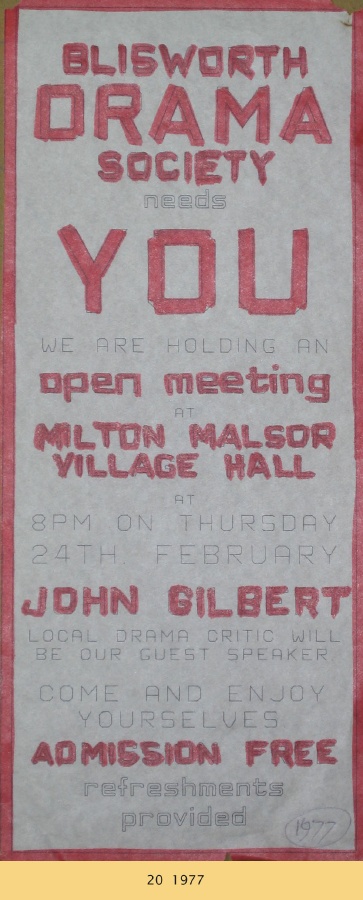 BLISWORTH
DRAMA
SOCIETY
needs
YOU
WE ARE HOLDING AN
open meeting
AT
MILTON MALSOR
VILLAGE HALL
AT
8PM ON THURSDAY
24TH. FEBRUARY
JOHN GILBERT
LOCAL DRAMA CRITIC WILL
BE OUR GUEST SPEAKER
COME AND ENJOY
YOURSELVES
ADMISSION FREE
refreshments
provided
1977
20 1977